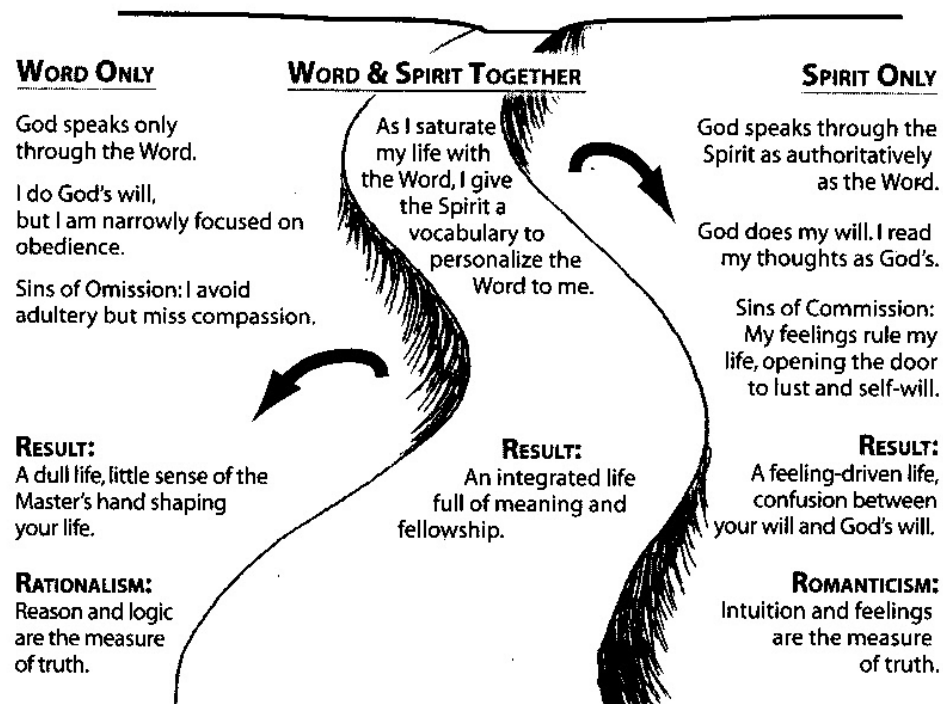 WORD ONLY
God speaks only
through the Word.
I do God's will,
but I am narrowly focused on
obedience.
Sins of Omission: I avoid
adultery but miss compassion.
RESULT:
A dull life, little sense of the
Master's hand shaping
your life.
RATIONALISM:
Reason and logic
are the measure
of truth.
WORD & SPIRIT TOGETHER
As I saturate
my life with
the Word, I give
the Spirit a
vocabulary to
personalize the
Word to me.
RESULT:
An integrated life
full of meaning and
fellowship.
SPIRIT ONLY
God speaks through the
Spirit as authoritatively
as the Word.
God does my will. I read
my thoughts as God's.
Sins of Commission:
My feelings rule my
life, opening the door
to lust and self-will.
RESULT:
A feeling-driven life,
confusion between
your will and God's will.
ROMANTICISM:
Intuition and feelings
are the measure
of truth.